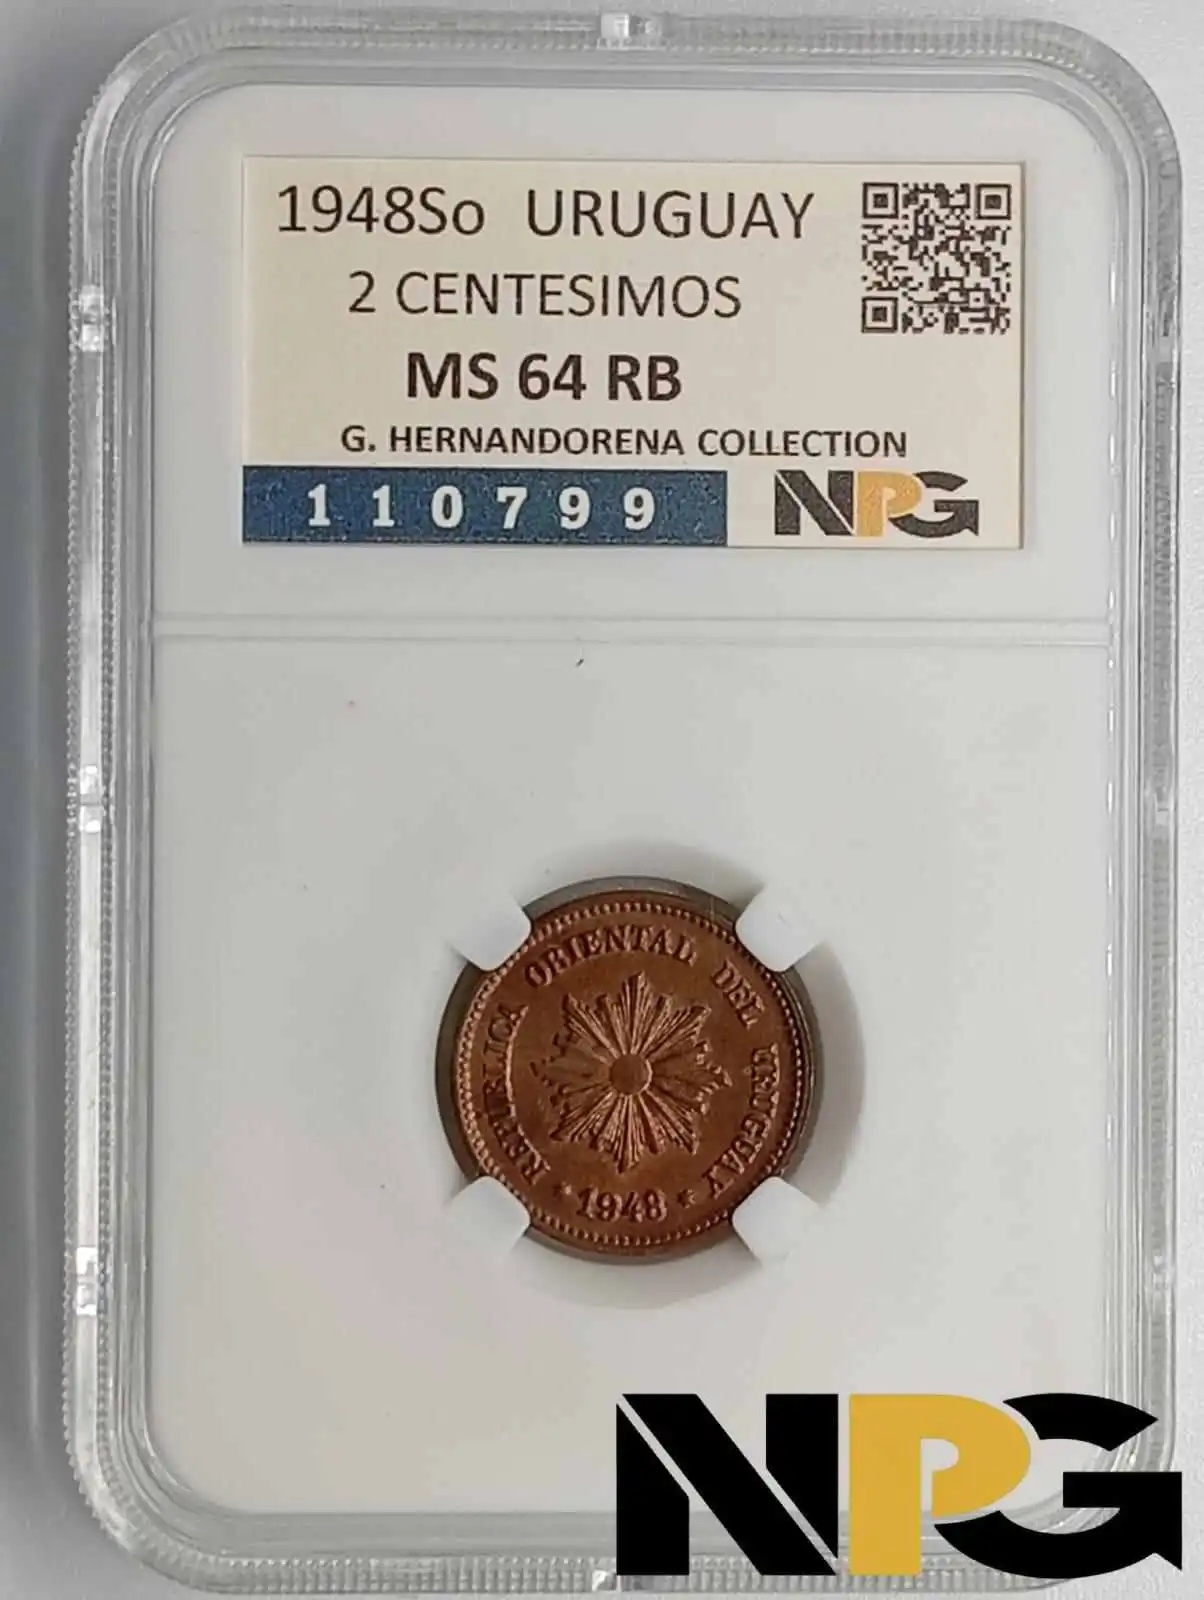 1948So URUGUAY
2 CENTESIMOS
MS 64 RB
G. HERNANDORENA COLLECTION
110799
NPG
REPUBLICA ORIENTAL DEL URUGUAY
1948
NPG